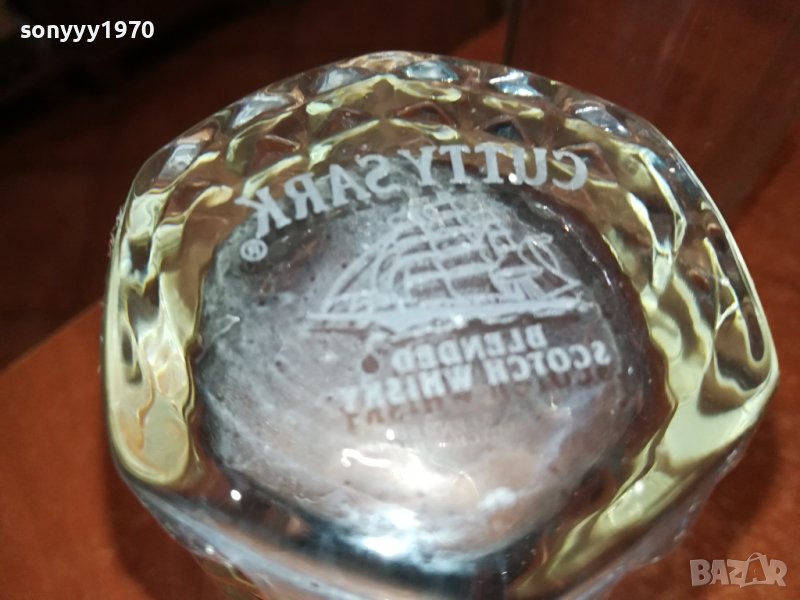 sonyyy1970
CUTTY SARK
®
BLENDED
SCOTCH WHISKY
BAZAR